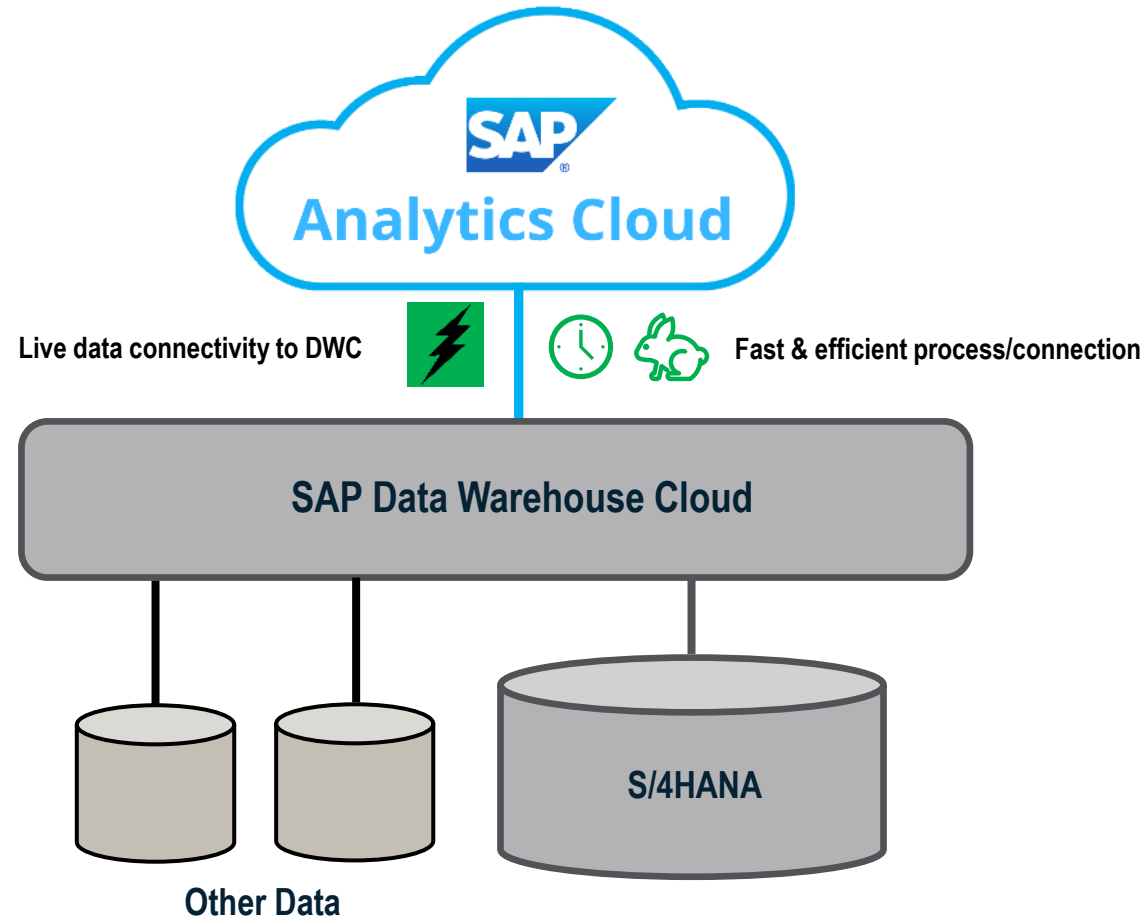 SAP
®
Analytics Cloud
Live data connectivity to DWC
Fast & efficient process/connection
SAP Data Warehouse Cloud
S/4HANA
Other Data